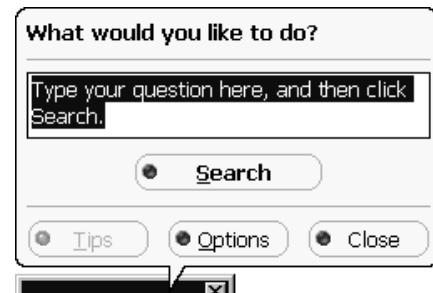 What would you like to do?
Type your question here, and then click
Search.
Search
Tips
Options
Close